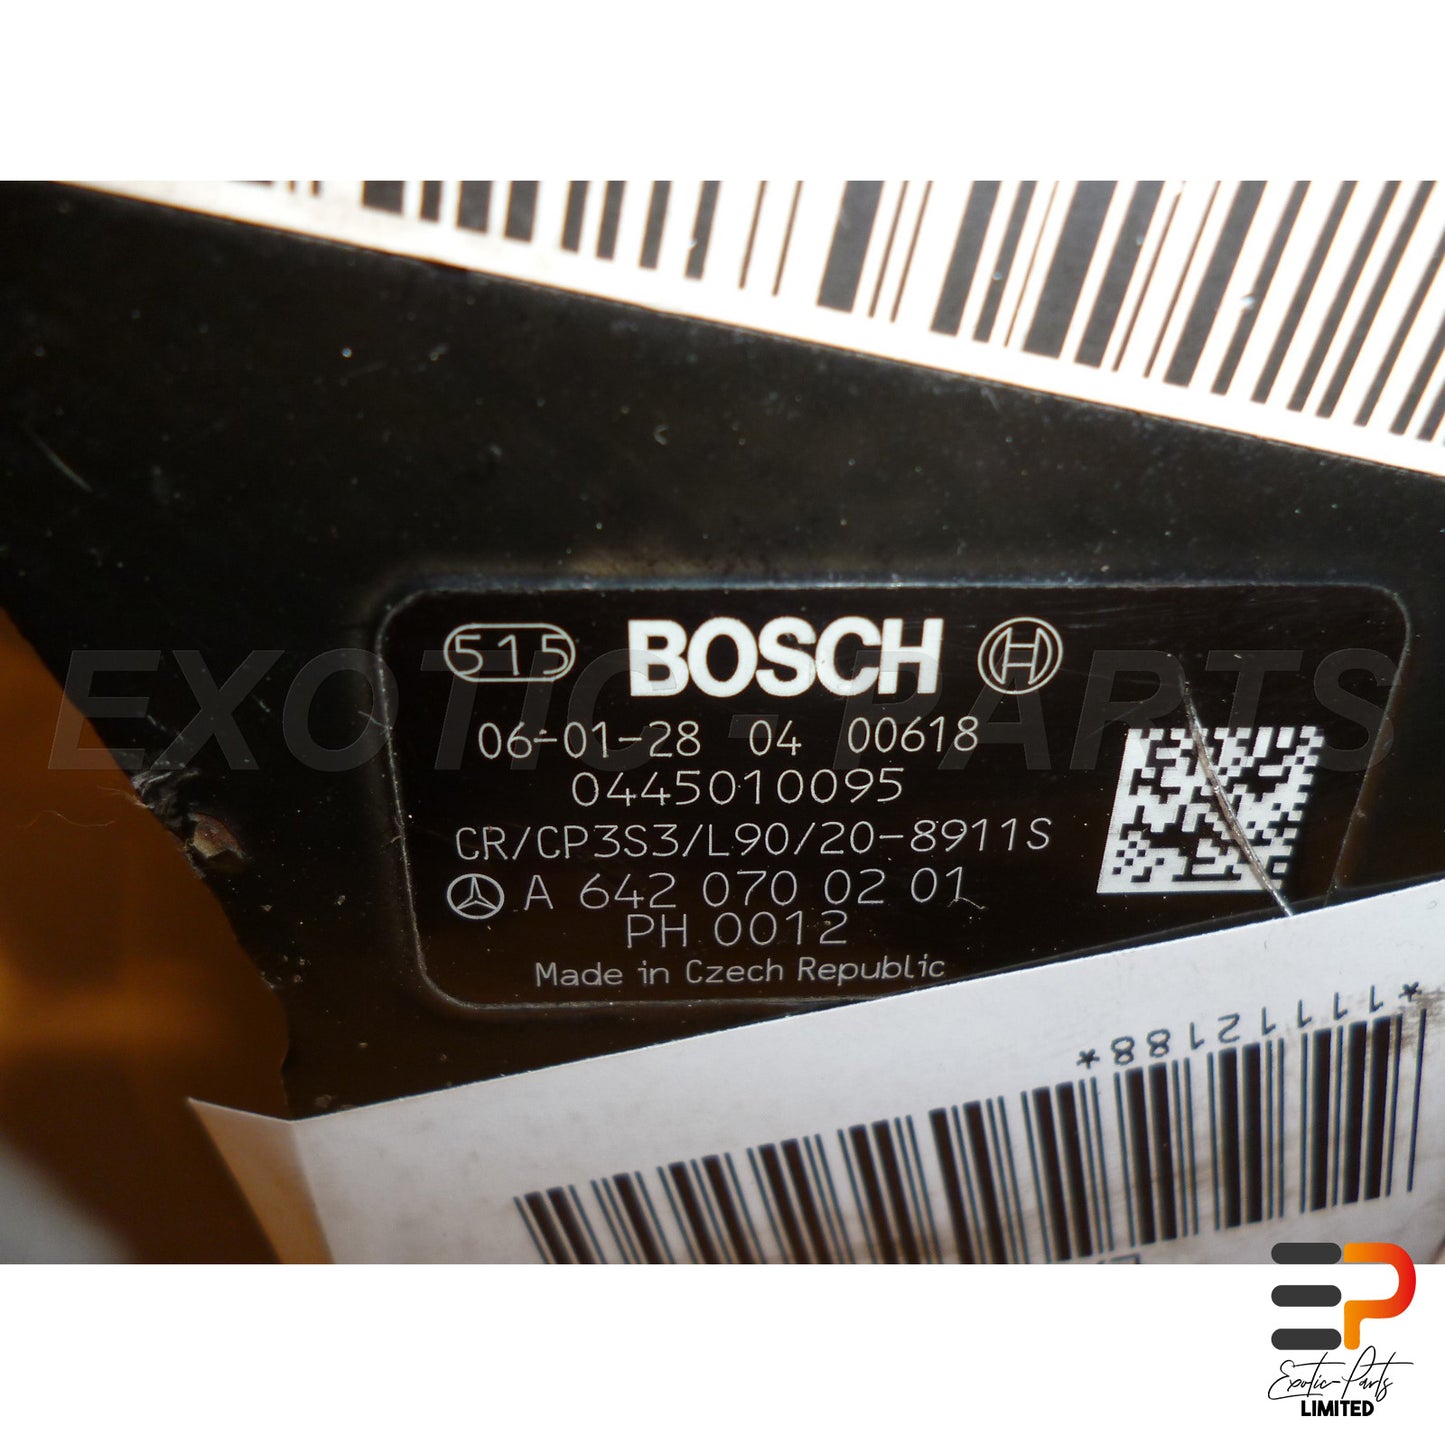 515 BOSCH
06-01-28 04 00618
0445010095
CR/CP3S3/L90/20-8911S
A 642 070 02 01
PH 0012
Made in Czech Republic
*11112188*
EXOTIC-PARTS
EP
Exotic-Parts
LIMITED